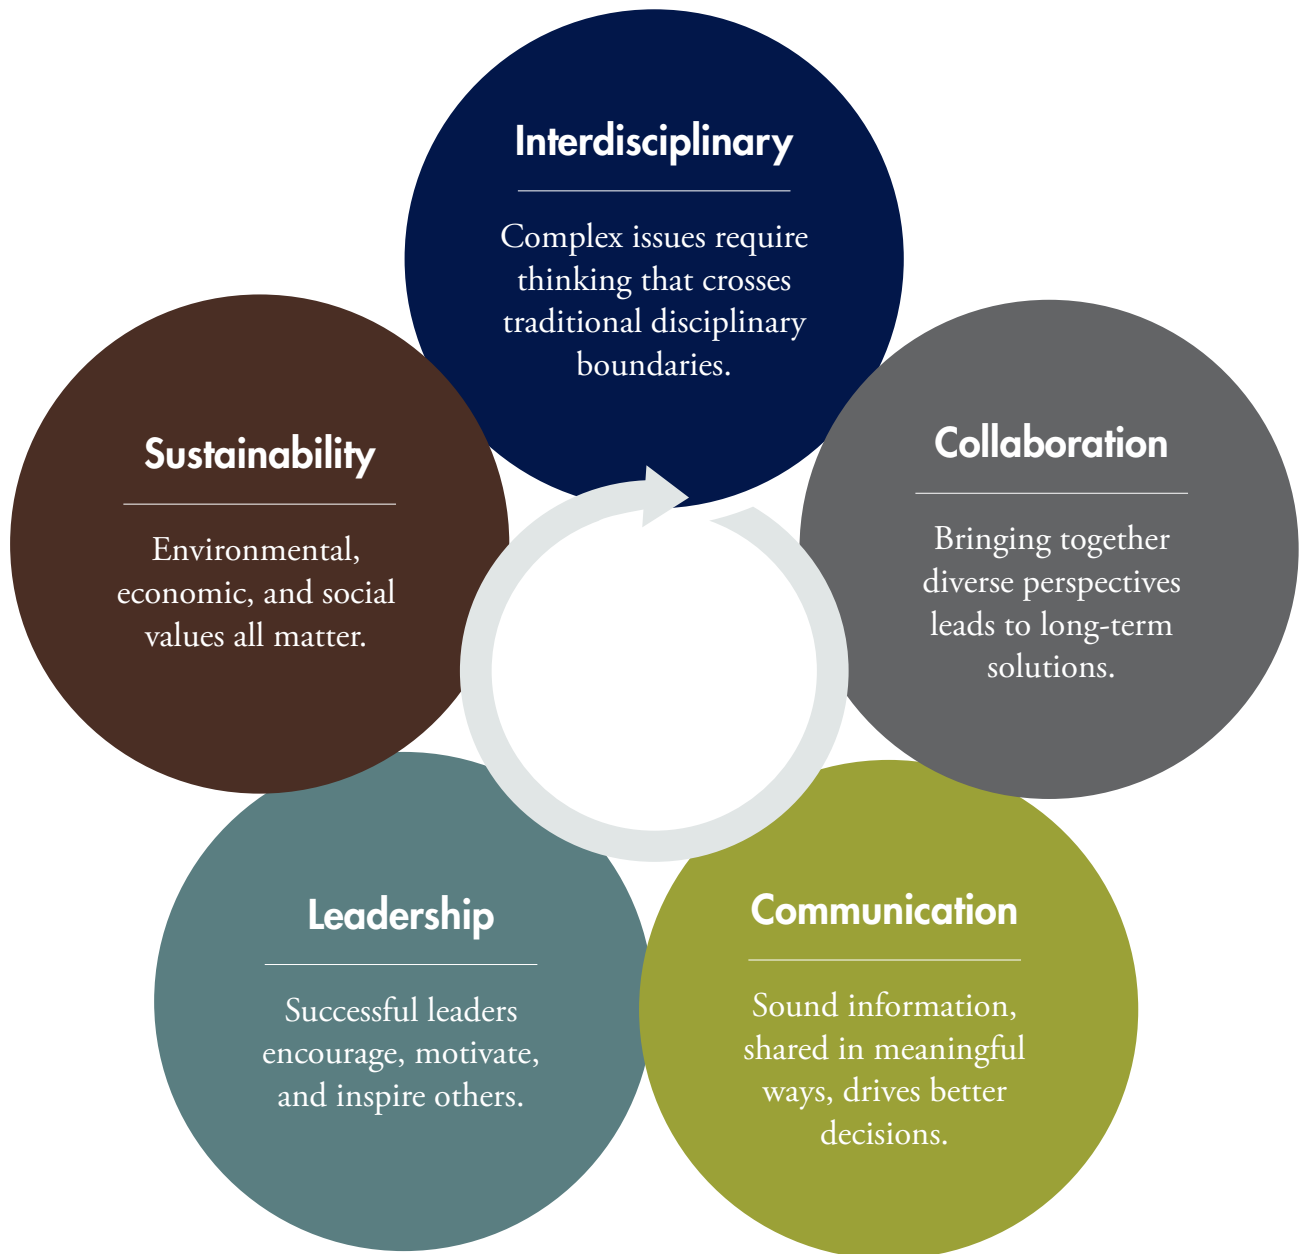 Interdisciplinary
Complex issues require
thinking that crosses
traditional disciplinary
boundaries.
Collaboration
Bringing together
diverse perspectives
leads to long-term
solutions.
Communication
Sound information,
shared in meaningful
ways, drives better
decisions.
Leadership
Successful leaders
encourage, motivate,
and inspire others.
Sustainability
Environmental,
economic, and social
values all matter.